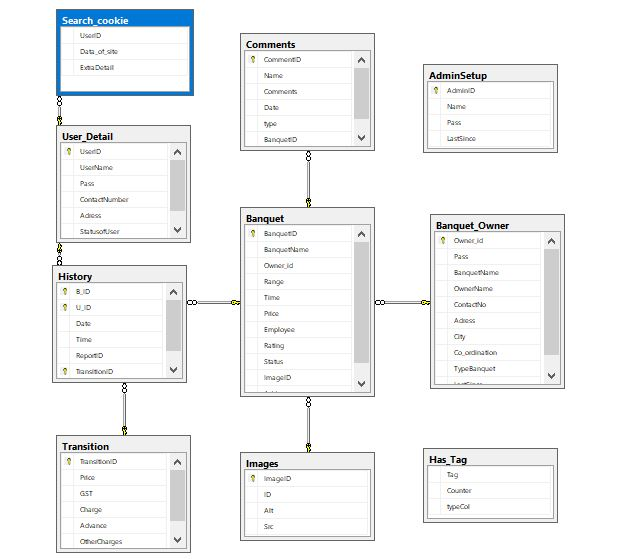 Search_cookie
UserID
Data_of_site
ExtraDetail
User_Detail
UserID
UserName
Pass
ContactNumber
Adress
StatusofUser
History
B_ID
U_ID
Date
Time
ReportID
TransitionID
Transition
TransitionID
Price
GST
Charge
Advance
OtherCharges
Comments
CommentID
Name
Comments
Date
type
BanquetID
Banquet
BanquetID
BanquetName
Owner_id
Range
Time
Price
Employee
Rating
Status
ImageID
Images
ImageID
ID
Alt
Src
AdminSetup
AdminID
Name
Pass
LastSince
Banquet_Owner
Owner_id
Pass
BanquetName
OwnerName
ContactNo
Adress
City
Co_ordination
TypeBanquet
Has_Tag
Tag
Counter
typeCol